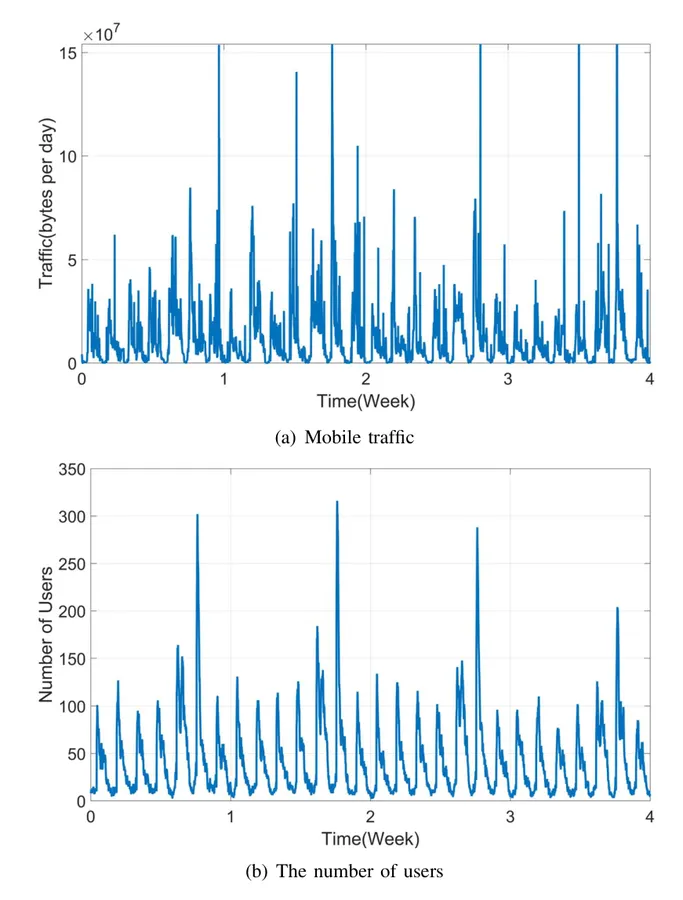 ×10⁷
15
10
5
0
Traffic(bytes per day)
0 1 2 3 4
Time(Week)
(a) Mobile traffic
350
300
250
200
150
100
50
0
Number of Users
0 1 2 3 4
Time(Week)
(b) The number of users